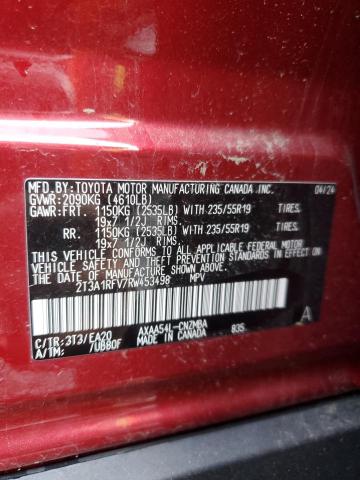 MFD.BY:TOYOTA MOTOR MANUFACTURING CANADA,INC. 04/24
GVWR:2090KG (4610LB)
GAWR:FRT. 1150KG (2535LB) WITH 235/55R19 TIRES,
19x7 1/2J RIMS.
RR. 1150KG (2535LB) WITH 235/55R19 TIRES,
19x7 1/2J RIMS.
THIS VEHICLE CONFORMS TO ALL APPLICABLE FEDERAL MOTOR
VEHICLE SAFETY AND THEFT PREVENTION STANDARDS IN EFFECT
ON THE DATE OF MANUFACTURE SHOWN ABOVE.
2T3A1RFV7RW453498 MPV
C/TR:3T3/EA20 AXAA54L-CNZMBA 835 A
A/TM: /UB80F MADE IN CANADA